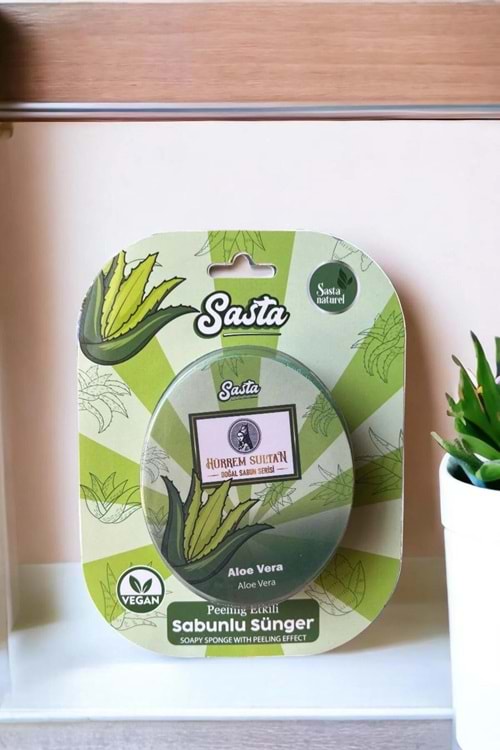 Sasta
Sasta
naturel
Sasta
HÜRREM SULTAN
DOĞAL SABUN SERİSİ
Aloe Vera
Aloe Vera
VEGAN
Peeling Etkili
Sabunlu Sünger
SOAPY SPONGE WITH PEELING EFFECT